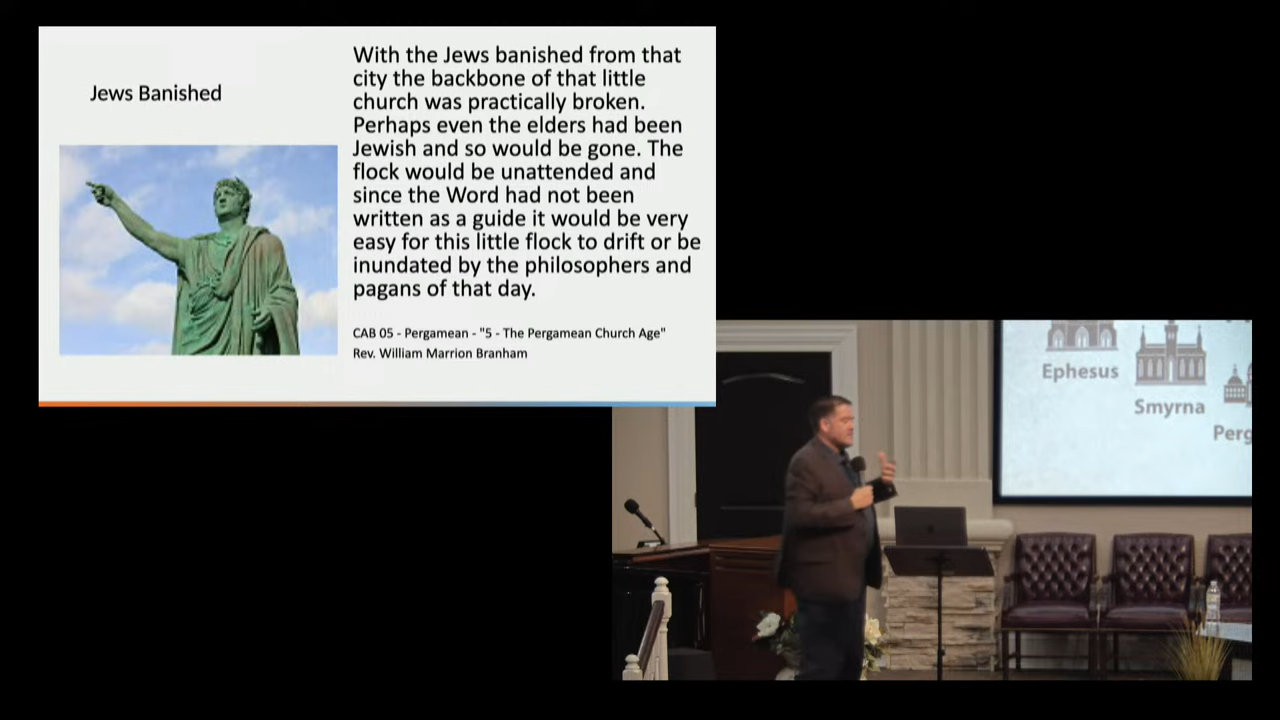 Jews Banished
With the Jews banished from that
city the backbone of that little
church was practically broken.
Perhaps even the elders had been
Jewish and so would be gone. The
flock would be unattended and
since the Word had not been
written as a guide it would be very
easy for this little flock to drift or be
inundated by the philosophers and
pagans of that day.
CAB 05 - Pergamean - "5 - The Pergamean Church Age"
Rev. William Marrion Branham
Ephesus
Smyrna
Perg